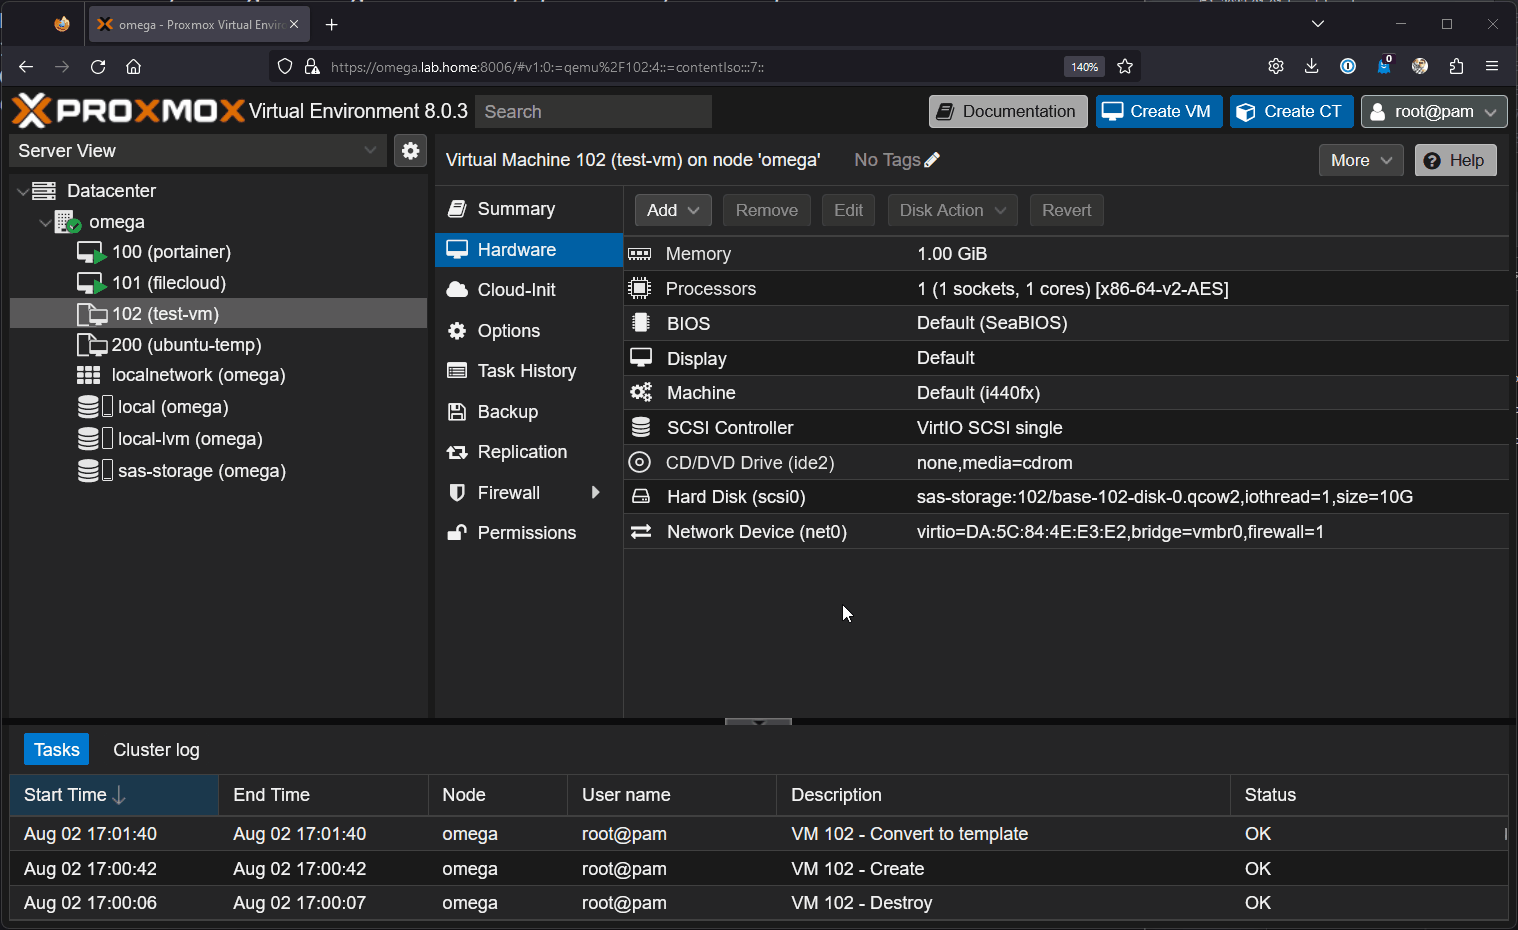 omega - Proxmox Virtual Enviro
https://omega.lab.home:8006/#v1:0:=qemu%2F102:4::=contentIso:::7::
140%
0
PROXMOX Virtual Environment 8.0.3
Search
Documentation
Create VM
Create CT
root@pam
Server View
Datacenter
omega
100 (portainer)
101 (filecloud)
102 (test-vm)
200 (ubuntu-temp)
localnetwork (omega)
local (omega)
local-lvm (omega)
sas-storage (omega)
Virtual Machine 102 (test-vm) on node 'omega'
No Tags
More
Help
Summary
Hardware
Cloud-Init
Options
Task History
Backup
Replication
Firewall
Permissions
Add
Remove
Edit
Disk Action
Revert
Memory 1.00 GiB
Processors 1 (1 sockets, 1 cores) [x86-64-v2-AES]
BIOS Default (SeaBIOS)
Display Default
Machine Default (i440fx)
SCSI Controller VirtIO SCSI single
CD/DVD Drive (ide2) none,media=cdrom
Hard Disk (scsi0) sas-storage:102/base-102-disk-0.qcow2,iothread=1,size=10G
Network Device (net0) virtio=DA:5C:84:4E:E3:E2,bridge=vmbr0,firewall=1
Tasks Cluster log
Start Time End Time Node User name Description Status
Aug 02 17:01:40 Aug 02 17:01:40 omega root@pam VM 102 - Convert to template OK
Aug 02 17:00:42 Aug 02 17:00:42 omega root@pam VM 102 - Create OK
Aug 02 17:00:06 Aug 02 17:00:07 omega root@pam VM 102 - Destroy OK